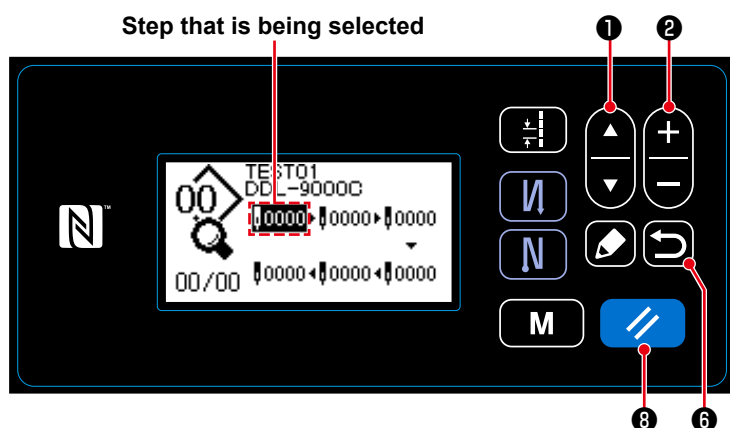 Step that is being selected
❶ ❷
TEST01
DDL-9000C
00
0000 0000 0000
00/00
0000 0000 0000
N ™
M
❽ ❻